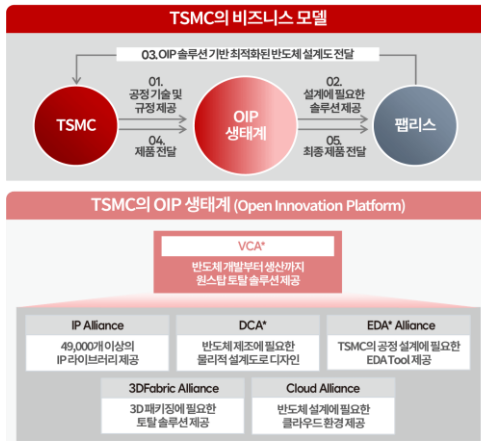 TSMC의 비즈니스 모델
03. OIP 솔루션 기반 최적화된 반도체 설계도 전달
TSMC
01.
공정 기술 및
규정 제공
04.
제품 전달
OIP
생태계
02.
설계에 필요한
솔루션 제공
05.
최종 제품 전달
팹리스
TSMC의 OIP 생태계 (Open Innovation Platform)
VCA*
반도체 개발부터 생산까지
원스탑 토탈 솔루션 제공
IP Alliance
49,000개 이상의
IP 라이브러리 제공
DCA*
반도체 제조에 필요한
물리적 설계도로 디자인
EDA* Alliance
TSMC의 공정 설계에 필요한
EDA Tool 제공
3DFabric Alliance
3D 패키징에 필요한
토탈 솔루션 제공
Cloud Alliance
반도체 설계에 필요한
클라우드 환경 제공